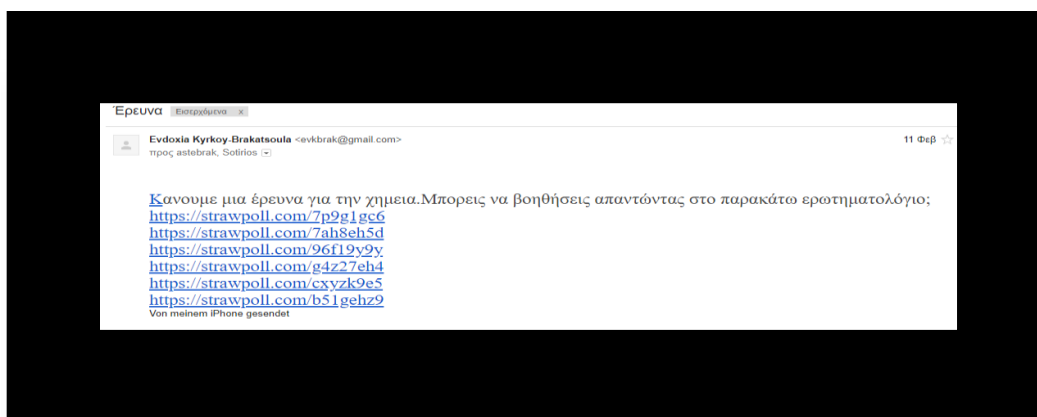 Έρευνα Εισερχόμενα x
Evdoxia Kyrkoy-Brakatsoula <evkbrak@gmail.com> 11 Φεβ
προς astebrak, Sotirios
Κανουμε μια έρευνα για την χημεια.Μπορεις να βοηθήσεις απαντώντας στο παρακάτω ερωτηματολόγιο;
https://strawpoll.com/7p9g1gc6
https://strawpoll.com/7ah8eh5d
https://strawpoll.com/96f19y9y
https://strawpoll.com/g4z27eh4
https://strawpoll.com/cxyzk9e5
https://strawpoll.com/b51gehz9
Von meinem iPhone gesendet